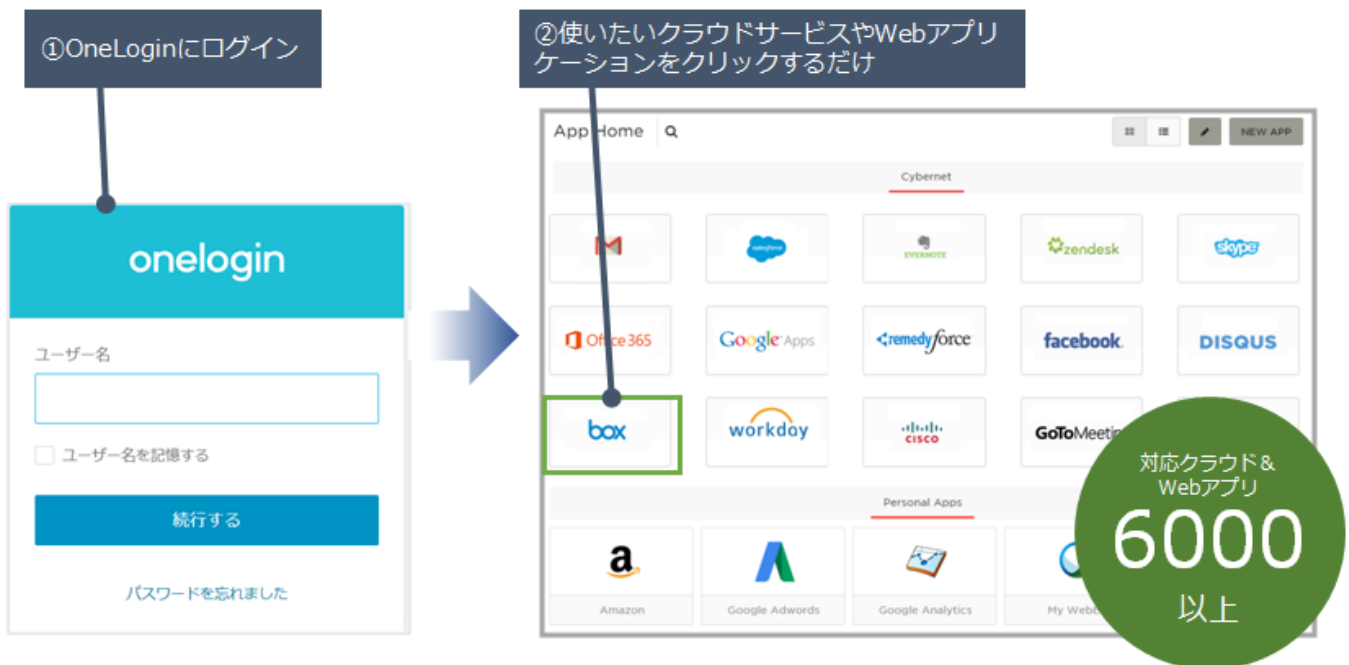 ①OneLoginにログイン
②使いたいクラウドサービスやWebアプリ
ケーションをクリックするだけ
onelogin
ユーザー名
ユーザー名を記憶する
続行する
パスワードを忘れました
App Home
NEW APP
Cybernet
salesforce
EVERNOTE
zendesk
skype
Office 365
Google Apps
remedyforce
facebook.
DISQUS
box
workday
CISCO
GoToMeetin
Personal Apps
a
Amazon
Google Adwords
Google Analytics
My WebE
対応クラウド&
Webアプリ
6000
以上